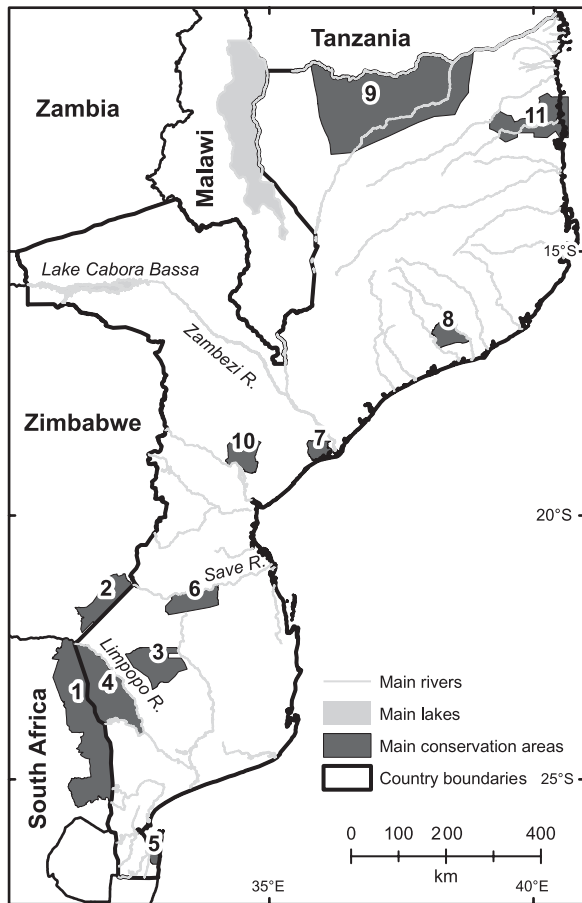 Tanzania
Zambia
9
11
Malawi
15°S
Lake Cabora Bassa
8
Zambezi R.
Zimbabwe
10
7
20°S
2
6
Save R.
3
Limpopo R.
4
1
South Africa
Main rivers
Main lakes
Main conservation areas
Country boundaries
25°S
5
0 100 200 300 400
km
35°E
40°E